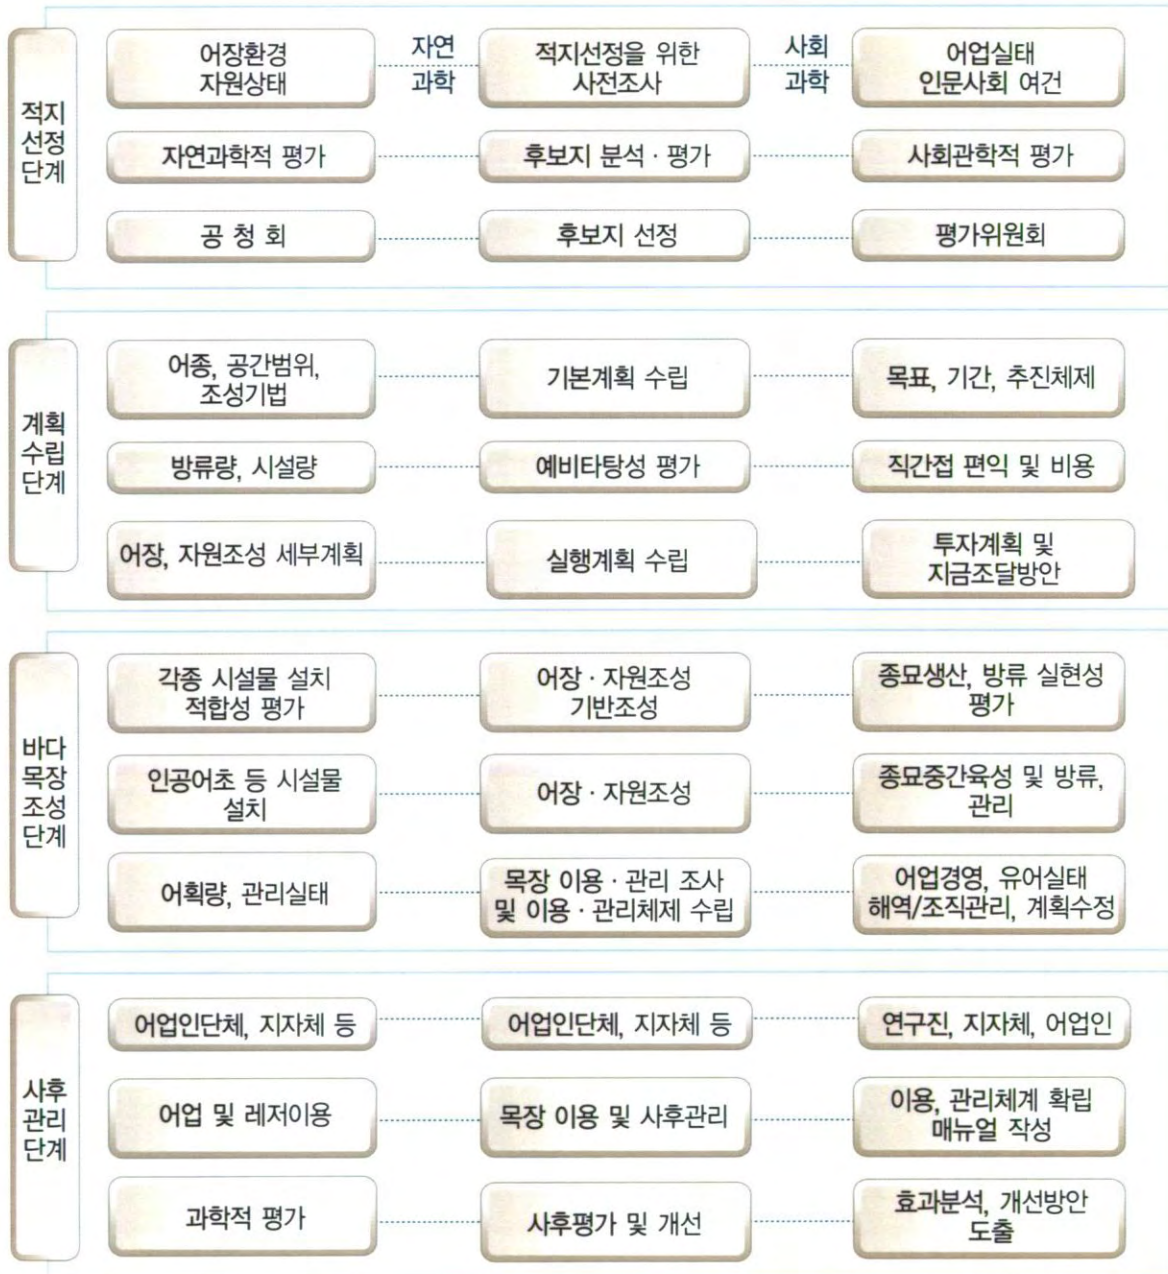 적지
선정
단계
어장환경
자원상태
자연
과학
적지선정을 위한
사전조사
사회
과학
어업실태
인문사회 여건
자연과학적 평가
후보지 분석 · 평가
사회관학적 평가
공 청 회
후보지 선정
평가위원회
계획
수립
단계
어종, 공간범위,
조성기법
기본계획 수립
목표, 기간, 추진체제
방류량, 시설량
예비타탕성 평가
직간접 편익 및 비용
어장, 자원조성 세부계획
실행계획 수립
투자계획 및
지금조달방안
바다
목장
조성
단계
각종 시설물 설치
적합성 평가
어장 · 자원조성
기반조성
종묘생산, 방류 실현성
평가
인공어초 등 시설물
설치
어장 · 자원조성
종묘중간육성 및 방류,
관리
어획량, 관리실태
목장 이용 · 관리 조사
및 이용 · 관리체제 수립
어업경영, 유어실태
해역/조직관리, 계획수정
사후
관리
단계
어업인단체, 지자체 등
어업인단체, 지자체 등
연구진, 지자체, 어업인
어업 및 레저이용
목장 이용 및 사후관리
이용, 관리체계 확립
매뉴얼 작성
과학적 평가
사후평가 및 개선
효과분석, 개선방안
도출